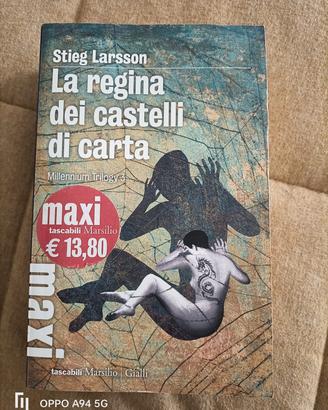 Stieg Larsson
La regina
dei castelli
di carta
Millennium Trilogy 3
maxi
tascabili Marsilio
€ 13,80
maxi
tascabili Marsilio | Gialli
OPPO A94 5G